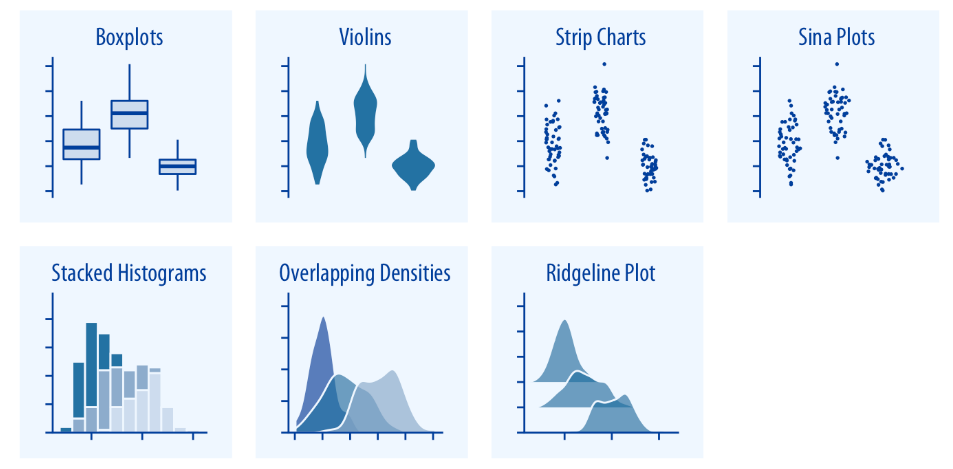 Boxplots
Violins
Strip Charts
Sina Plots
Stacked Histograms
Overlapping Densities
Ridgeline Plot